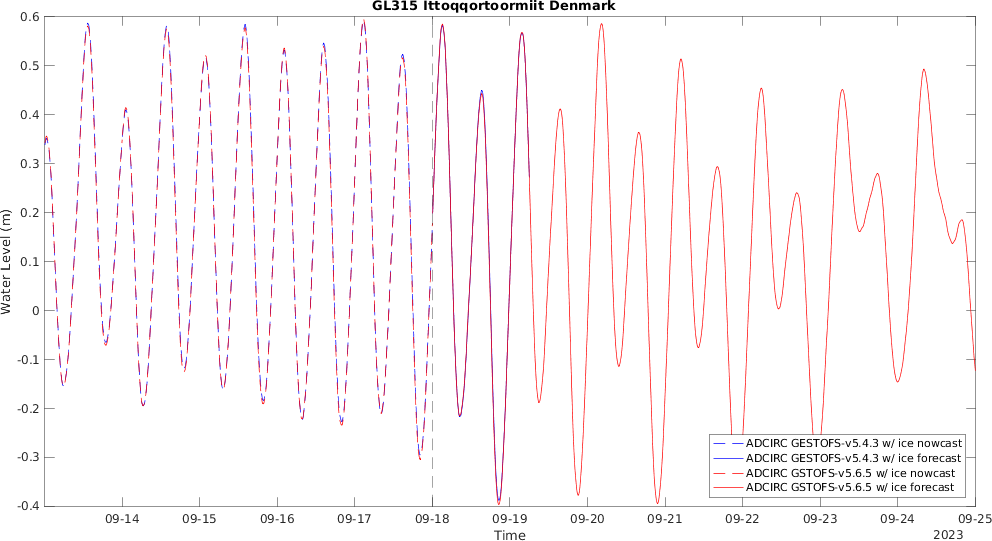 GL315 Ittoqqortoormiit Denmark
Water Level (m)
0.6
0.5
0.4
0.3
0.2
0.1
0
-0.1
-0.2
-0.3
-0.4
ADCIRC GESTOFS-v5.4.3 w/ ice nowcast
ADCIRC GESTOFS-v5.4.3 w/ ice forecast
ADCIRC GSTOFS-v5.6.5 w/ ice nowcast
ADCIRC GSTOFS-v5.6.5 w/ ice forecast
09-14 09-15 09-16 09-17 09-18 09-19 09-20 09-21 09-22 09-23 09-24 09-25
Time
2023